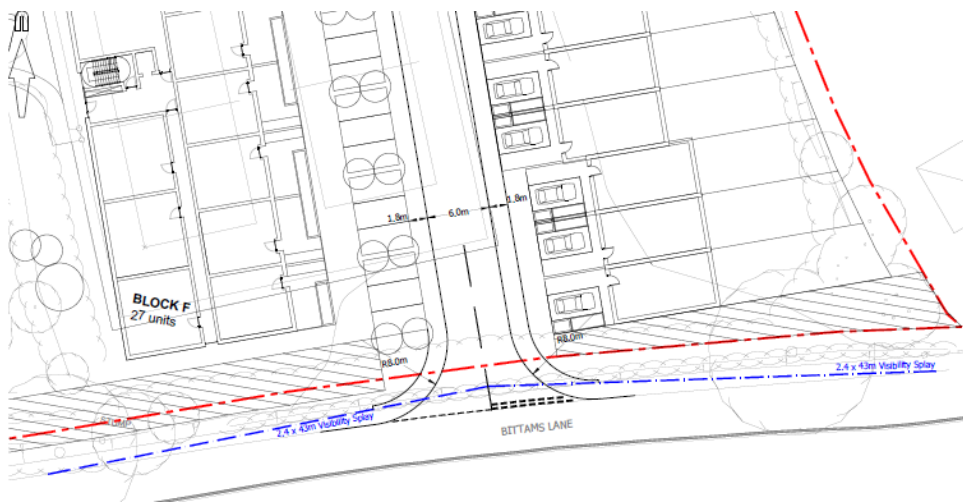 1.8m
6.0m
1.8m
BLOCK F
27 units
R8.0m
R8.0m
2.4 x 43m Visibility Splay
2.4 x 43m Visibility Splay
BITTAMS LANE